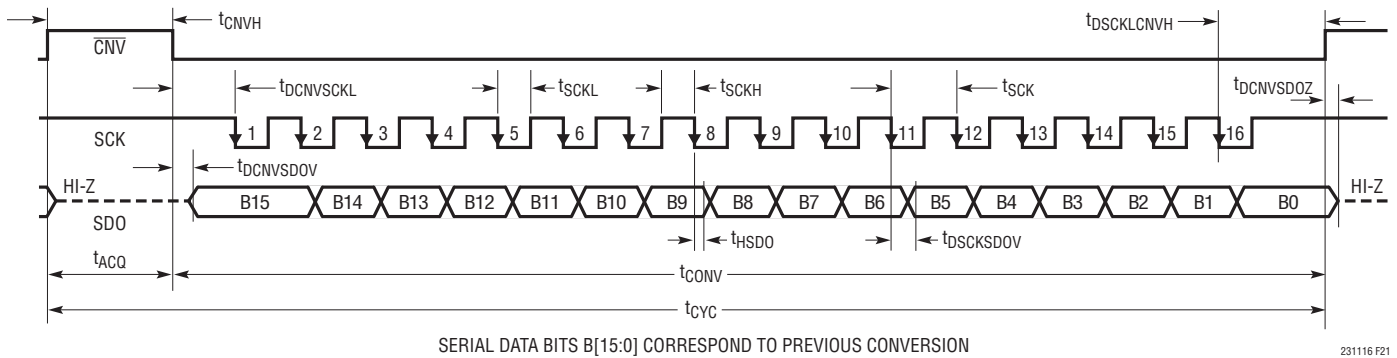 tCNVH
tDSCKLCNVH
CNV
tDCNVSCKL
tSCKL
tSCKH
tSCK
tDCNVSDOZ
SCK
1 2 3 4 5 6 7 8 9 10 11 12 13 14 15 16
tDCNVSDOV
HI-Z
HI-Z
SDO
B15 B14 B13 B12 B11 B10 B9 B8 B7 B6 B5 B4 B3 B2 B1 B0
tHSDO
tDSCKSDOV
tACQ
tCONV
tCYC
SERIAL DATA BITS B[15:0] CORRESPOND TO PREVIOUS CONVERSION
231116 F21